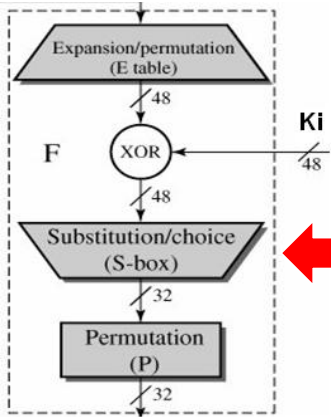 Expansion/permutation
(E table)
48
Ki
F
XOR
48
48
Substitution/choice
(S-box)
32
Permutation
(P)
32